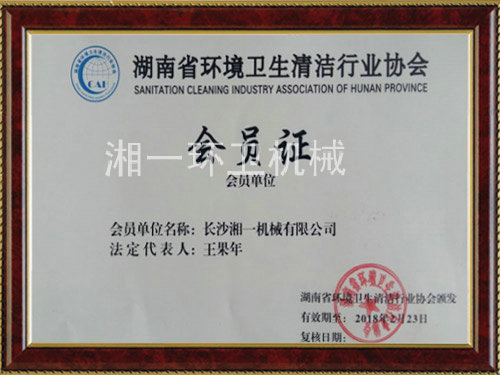 湖南省环境卫生清洁行业协会
CAI
SANITATION CLEANING INDUSTRY ASSOCIATION OF HUNAN PROVINCE
会员证
湘一环卫机械
会员单位
会员单位名称：长沙湘一机械有限公司
法定代表人：王果年
湖南省环境卫生清洁行业协会颁发
有效期至：2018年2月23日
复核日期：